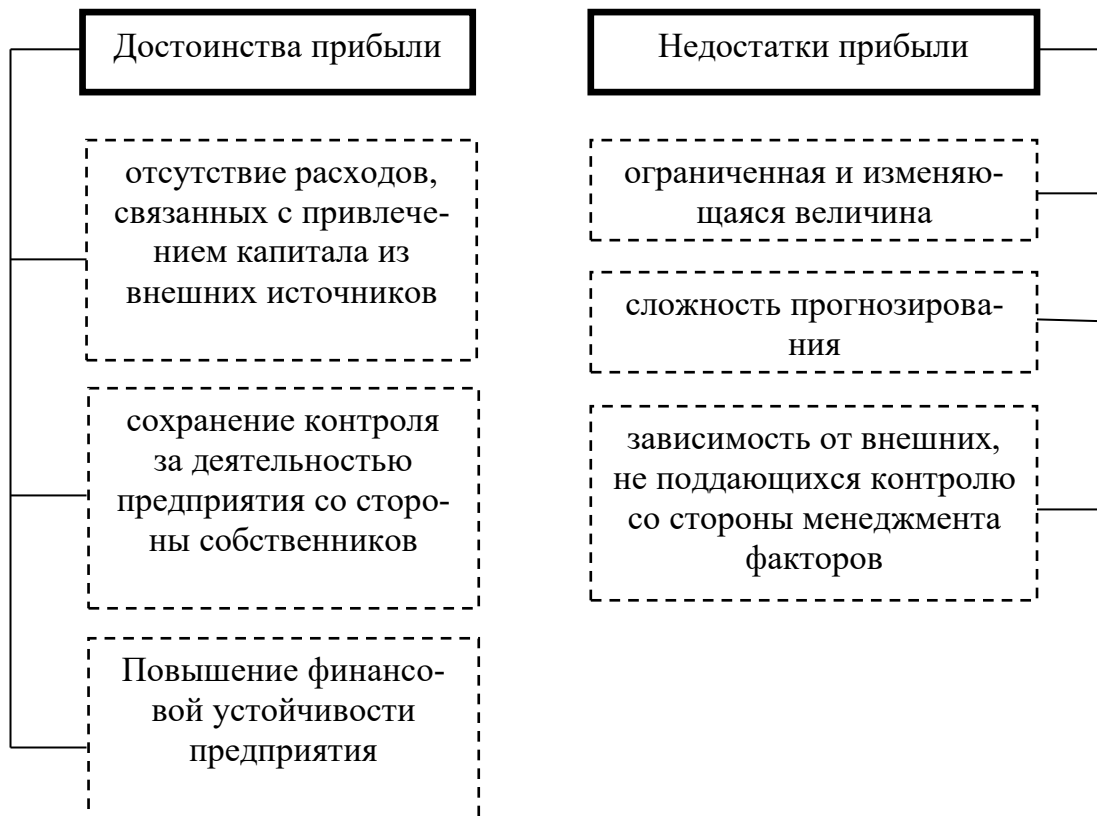 Достоинства прибыли
отсутствие расходов,
связанных с привлече-
нием капитала из
внешних источников
сохранение контроля
за деятельностью
предприятия со сторо-
ны собственников
Повышение финансо-
вой устойчивости
предприятия
Недостатки прибыли
ограниченная и изменяю-
щаяся величина
сложность прогнозирова-
ния
зависимость от внешних,
не поддающихся контролю
со стороны менеджмента
факторов